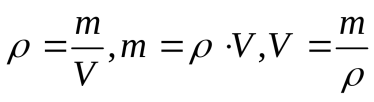 ρ = m/V, m = ρ · V, V = m/ρ